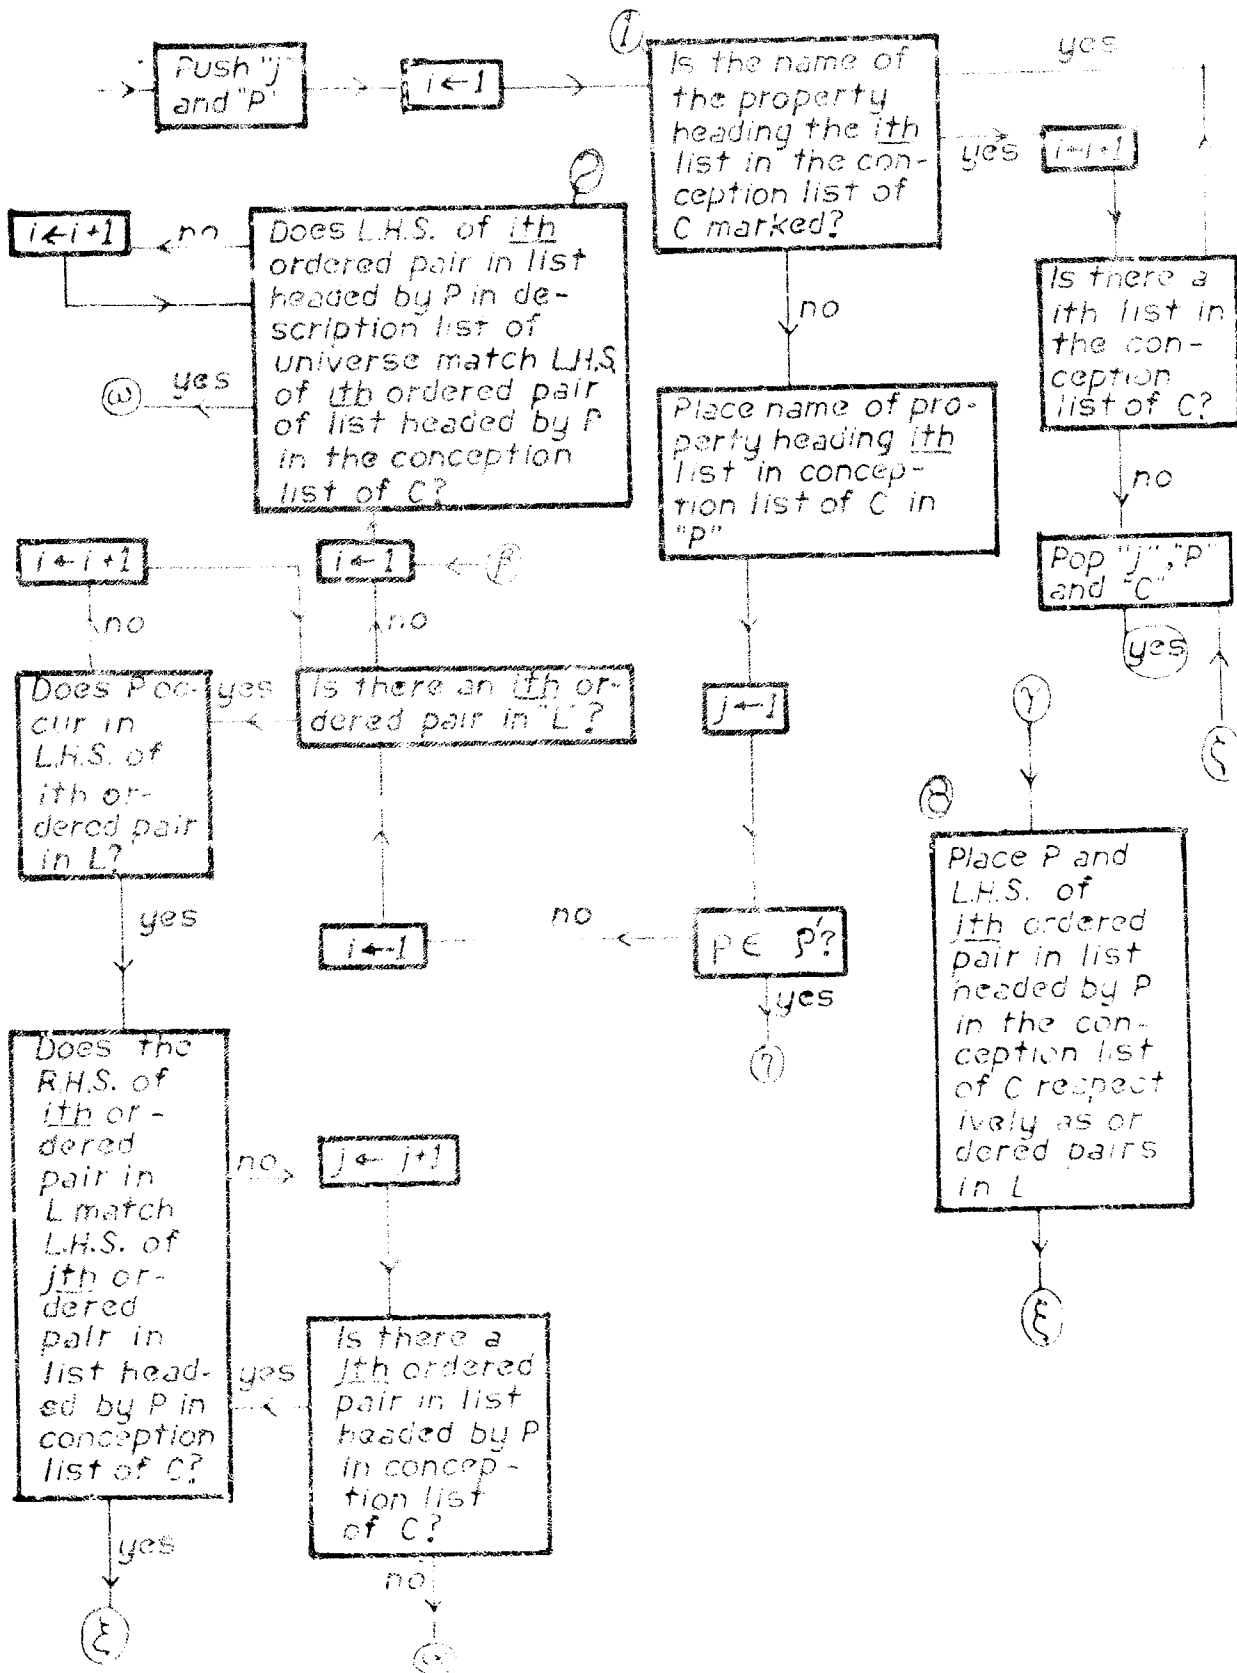 Push "j"
and "P"
i ← 1
1
Is the name of
the property
heading the ith
list in the con-
ception list of
C marked?
yes
yes
i ← i+1
no
Is there a
ith list in
the con-
ception
list of C?
no
Pop "j", "P"
and "C"
yes
ζ
i ← i+1
no
2
Does L.H.S. of ith
ordered pair in list
headed by P in de-
scription list of
universe match L.H.S.
of ith ordered pair
of list headed by P
in the conception
list of C?
yes
ω
Place name of pro-
perty heading ith
list in concep-
tion list of C in
"P"
i ← i+1
i ← 1
β
no
no
Does P oc-
cur in
L.H.S. of
ith or-
dered pair
in L?
yes
Is there an ith or-
dered pair in "L"?
j ← 1
yes
i ← 1
no
P ∈ P'?
yes
η
γ
8
Place P and
L.H.S. of
jth ordered
pair in list
headed by P
in the con-
ception list
of C respect
ively as or
dered pairs
in L
ξ
Does the
R.H.S. of
ith or-
dered
pair in
L match
L.H.S. of
jth or-
dered
pair in
list head-
ed by P in
conception
list of C?
no
j ← j+1
yes
Is there a
jth ordered
pair in list
headed by P
in concep-
tion list
of C?
yes
ξ
no